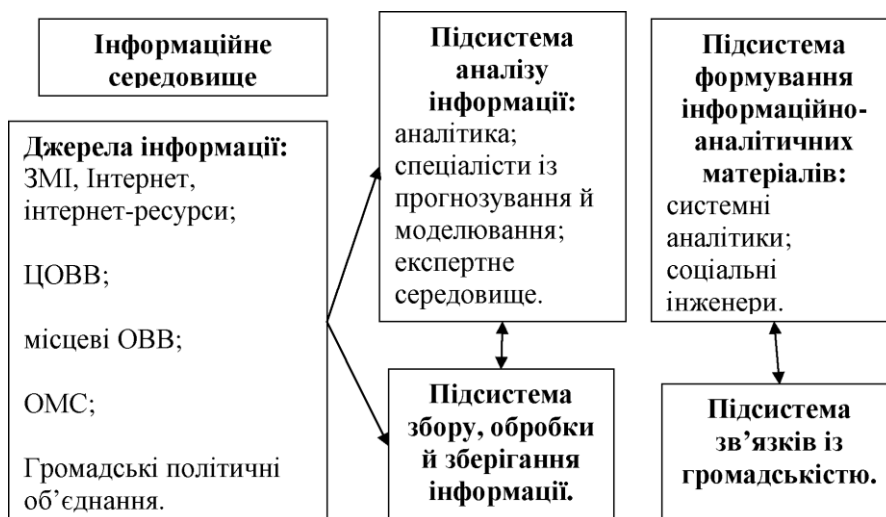 Інформаційне
середовище
Джерела інформації:
ЗМІ, Інтернет,
інтернет-ресурси;
ЦОВВ;
місцеві ОВВ;
ОМС;
Громадські політичні
об’єднання.
Підсистема
аналізу
інформації:
аналітика;
спеціалісти із
прогнозування й
моделювання;
експертне
середовище.
Підсистема
збору, обробки
й зберігання
інформації.
Підсистема
формування
інформаційно-
аналітичних
матеріалів:
системні
аналітики;
соціальні
інженери.
Підсистема
зв’язків із
громадськістю.